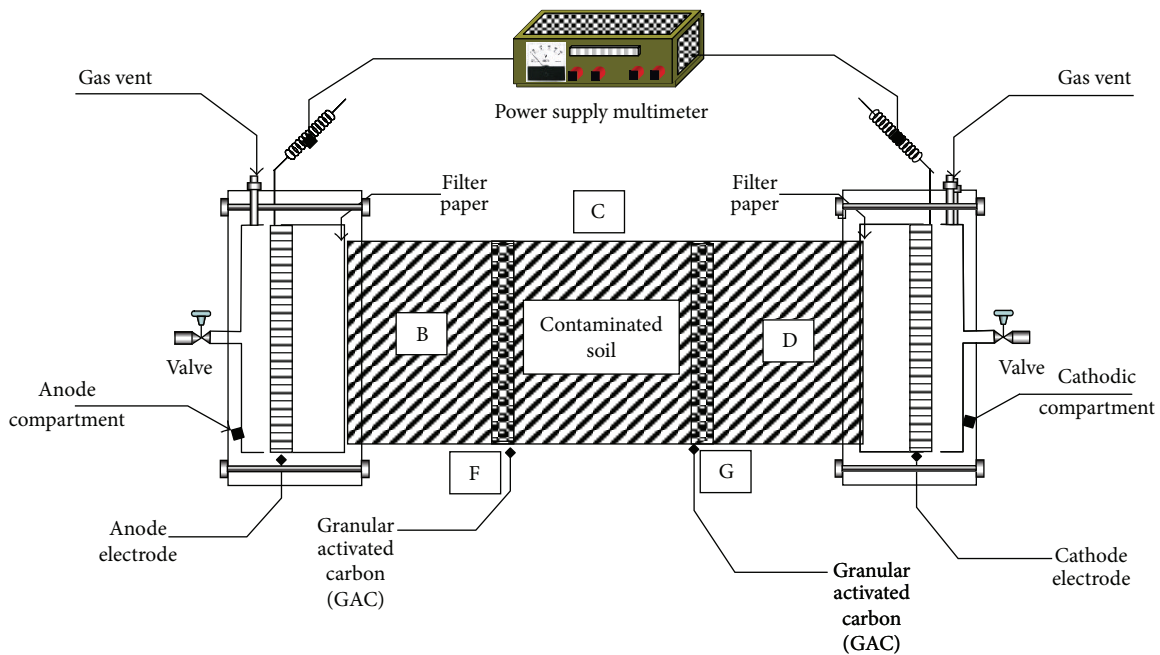 Power supply multimeter
Gas vent
Gas vent
Filter
paper
Filter
paper
C
B
Contaminated
soil
D
Valve
Valve
Anode
compartment
Cathodic
compartment
F
G
Anode
electrode
Granular
activated
carbon
(GAC)
Granular
activated
carbon
(GAC)
Cathode
electrode